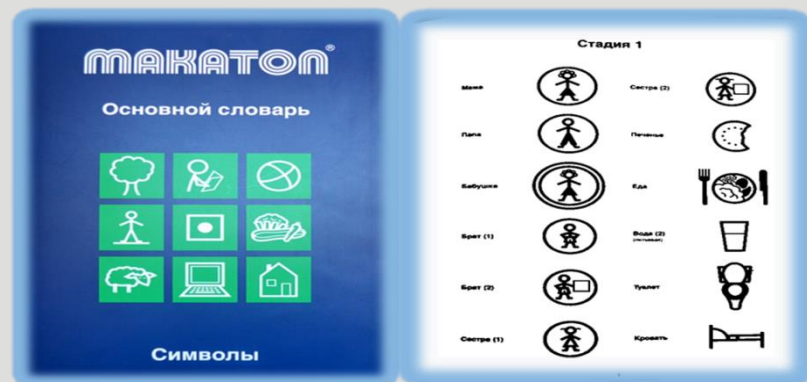 MAKATON®
Основной словарь
Символы
Стадия 1
Мама
Папа
Бабушка
Брат (1)
Брат (2)
Сестра (1)
Сестра (2)
Печенье
Еда
Вода (2)
Туалет
Кровать